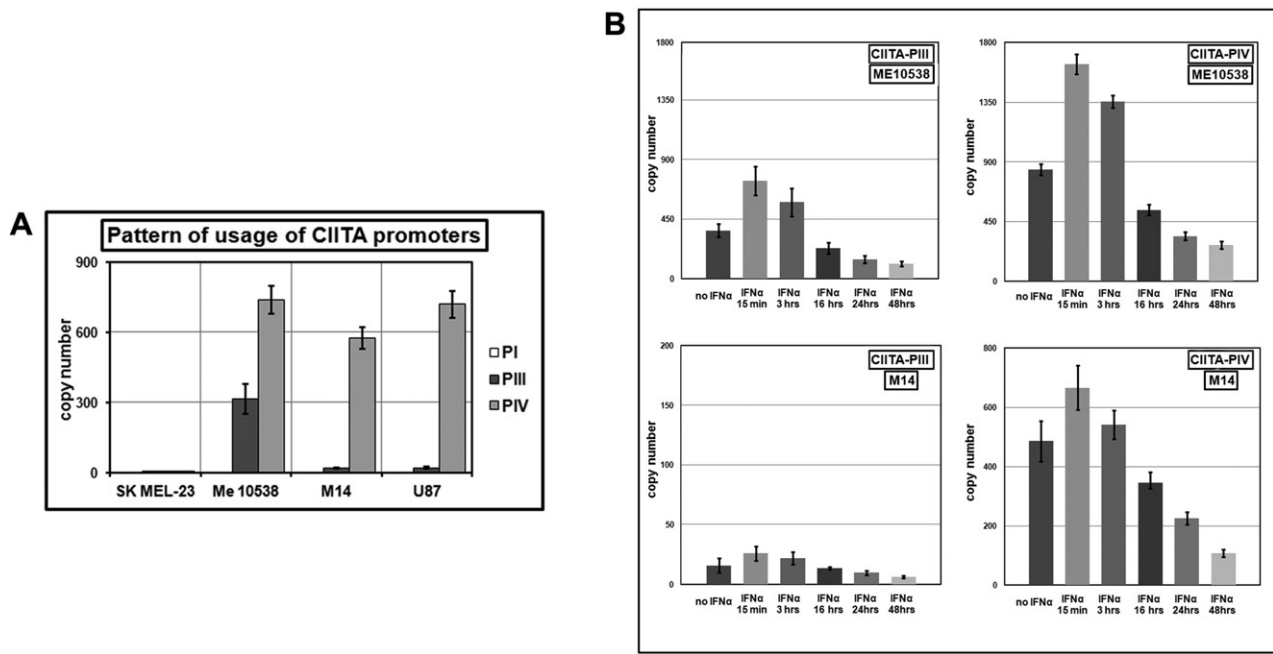 A
Pattern of usage of CIITA promoters
900
600
300
0
copy number
SK MEL-23 Me 10538 M14 U87
PI
PIII
PIV
B
CIITA-PIII
ME10538
1800
1350
900
450
0
copy number
no IFNα IFNα 15 min IFNα 3 hrs IFNα 16 hrs IFNα 24hrs IFNα 48hrs
CIITA-PIV
ME10538
1800
1350
900
450
0
copy number
no IFNα IFNα 15 min IFNα 3 hrs IFNα 16 hrs IFNα 24hrs IFNα 48hrs
CIITA-PIII
M14
200
150
100
50
0
copy number
no IFNα IFNα 15 min IFNα 3 hrs IFNα 16 hrs IFNα 24hrs IFNα 48hrs
CIITA-PIV
M14
800
600
400
200
0
copy number
no IFNα IFNα 15 min IFNα 3 hrs IFNα 16 hrs IFNα 24hrs IFNα 48hrs